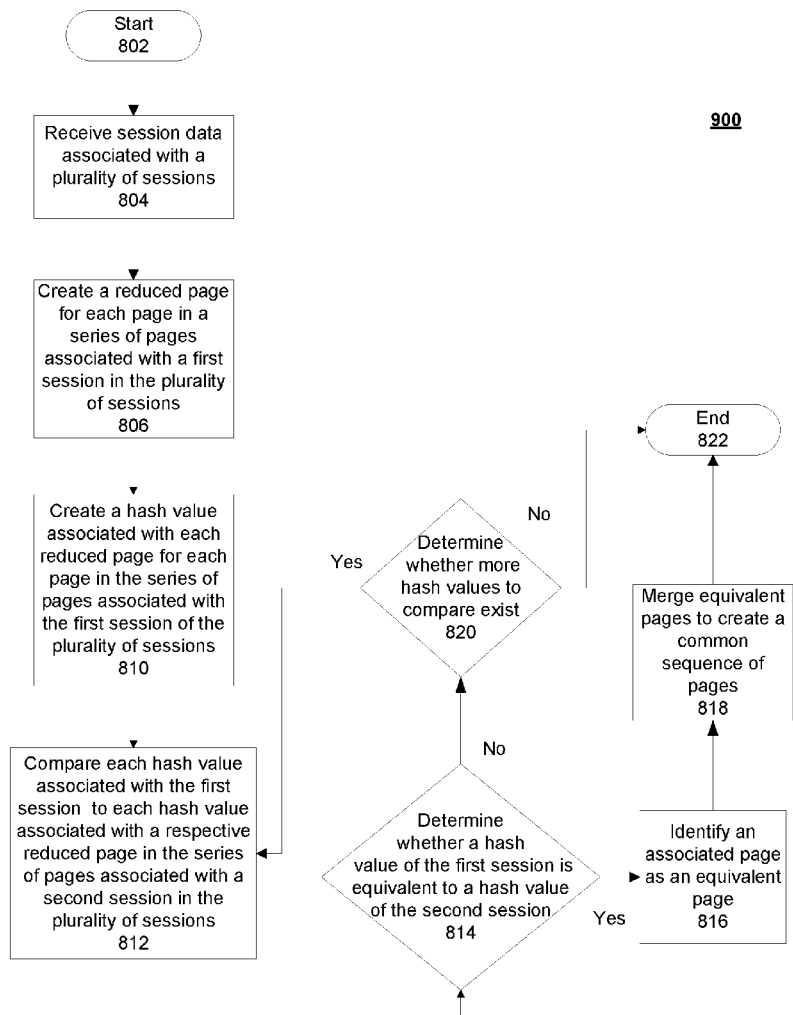 Start
802
900
Receive session data
associated with a
plurality of sessions
804
Create a reduced page
for each page in a
series of pages
associated with a first
session in the plurality
of sessions
806
Create a hash value
associated with each
reduced page for each
page in the series of
pages associated with
the first session of the
plurality of sessions
810
Compare each hash value
associated with the first
session to each hash value
associated with a respective
reduced page in the series
of pages associated with a
second session in the
plurality of sessions
812
Determine
whether a hash
value of the first session is
equivalent to a hash value
of the second session
814
No
Yes
Determine
whether more
hash values to
compare exist
820
Yes
No
Identify an
associated page
as an equivalent
page
816
Merge equivalent
pages to create a
common
sequence of
pages
818
End
822